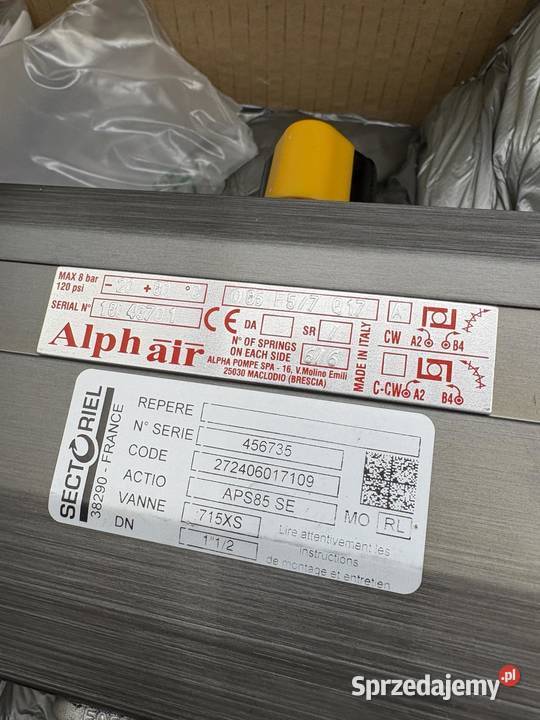 MAX 8 bar
120 psi
SERIAL N°
CE
DA
SR
N° OF SPRINGS
ON EACH SIDE
6/6
MADE IN ITALY
A
CW A2 B4
C-CW A2 B4
Alphair
ALPHA POMPE SPA - 16, V.Molino Emili
25030 MACLODIO (BRESCIA)
SECTORIEL
38290 - FRANCE
REPERE
N° SERIE 456735
CODE 272406017109
ACTIO APS85 SE
VANNE 715XS
DN 1"1/2
MO RL
Lire attentivement les
instructions
de montage et entretien
Sprzedajemy.pl